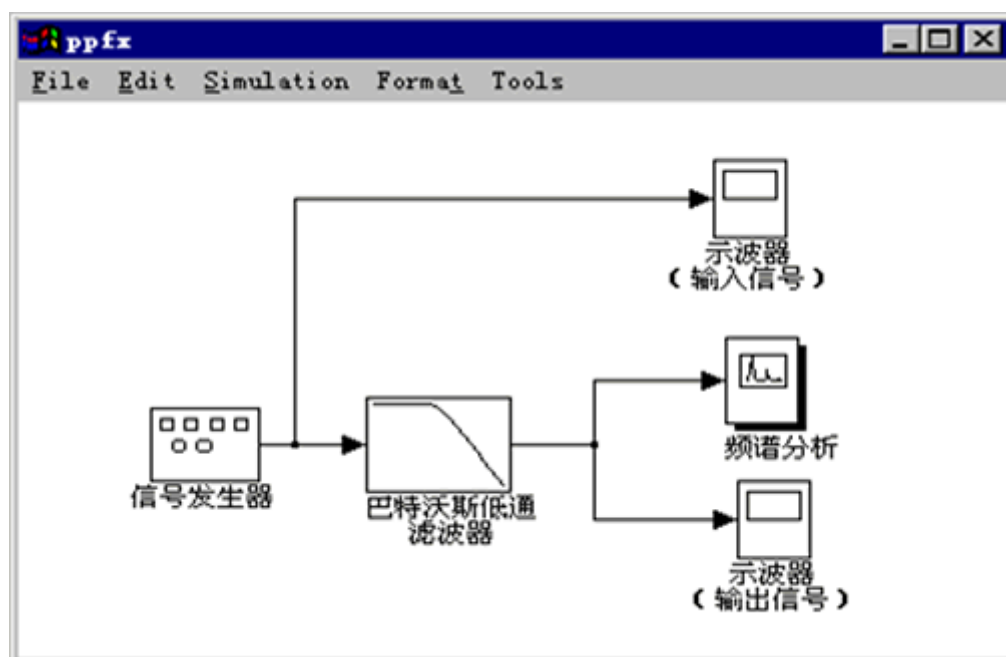 ppfx
File Edit Simulation Format Tools
示波器
（输入信号）
频谱分析
信号发生器
巴特沃斯低通
滤波器
示波器
（输出信号）